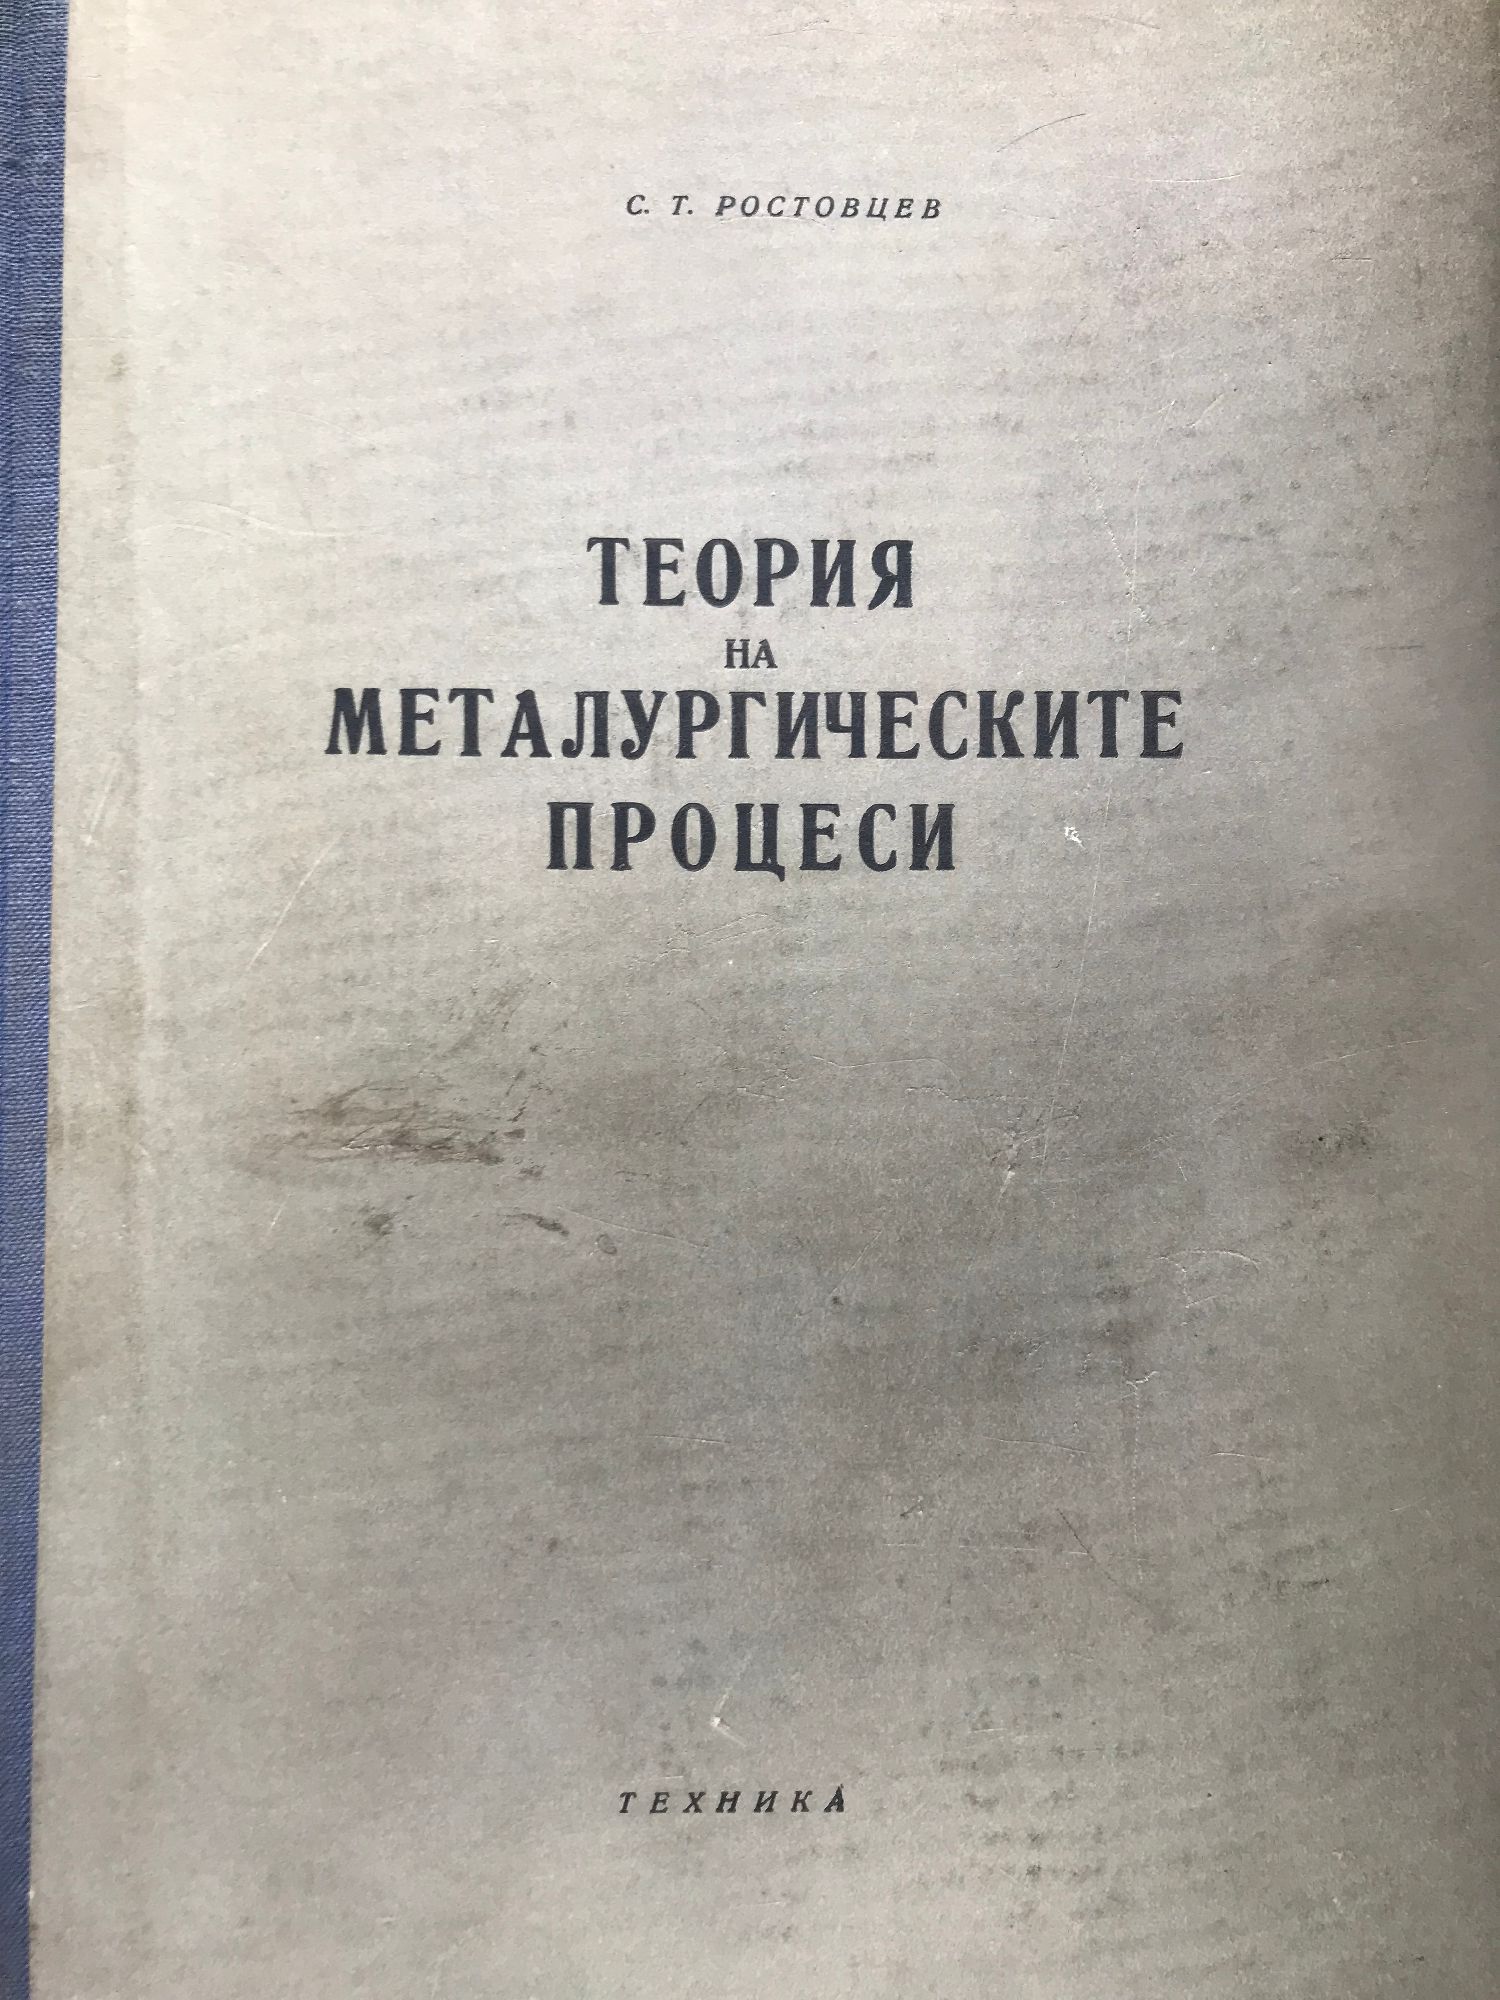 С. Т. РОСТОВЦЕВ
ТЕОРИЯ
НА
МЕТАЛУРГИЧЕСКИТЕ
ПРОЦЕСИ
ТЕХНИКА